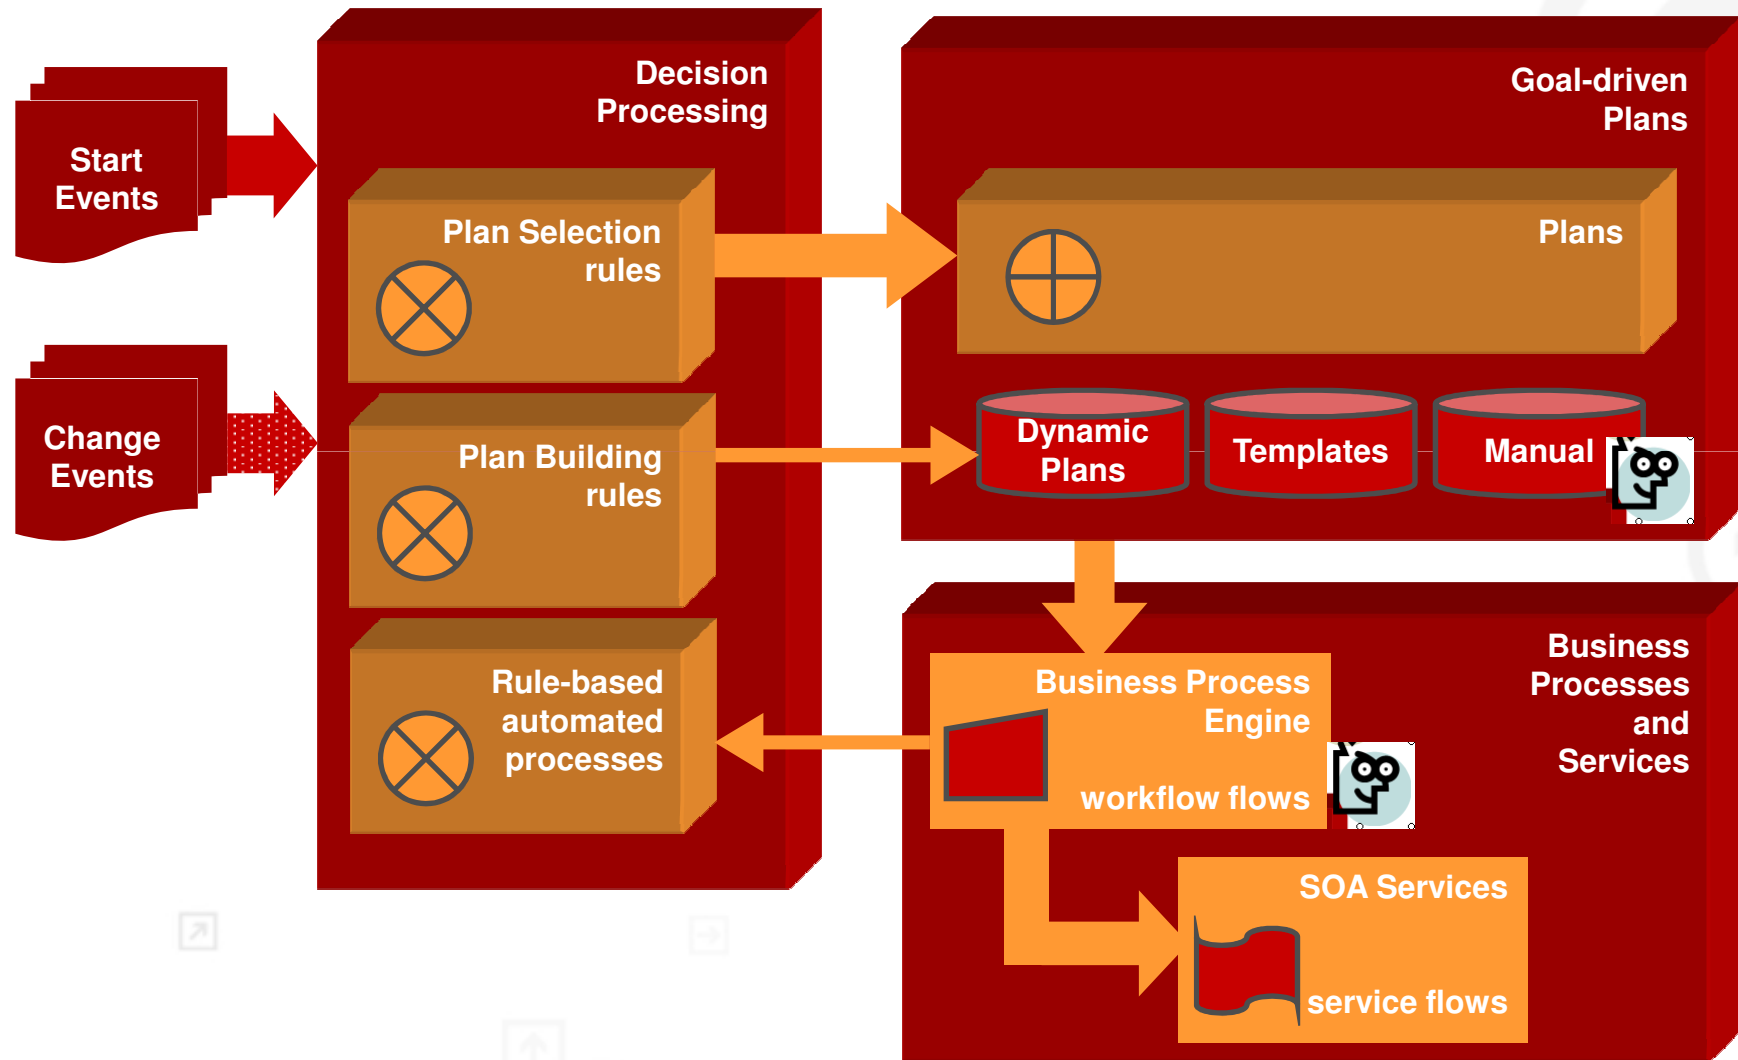 Start
Events
Change
Events
Decision
Processing
Plan Selection
rules
Plan Building
rules
Rule-based
automated
processes
Goal-driven
Plans
Plans
Dynamic
Plans
Templates
Manual
Business
Processes
and
Services
Business Process
Engine
workflow flows
SOA Services
service flows